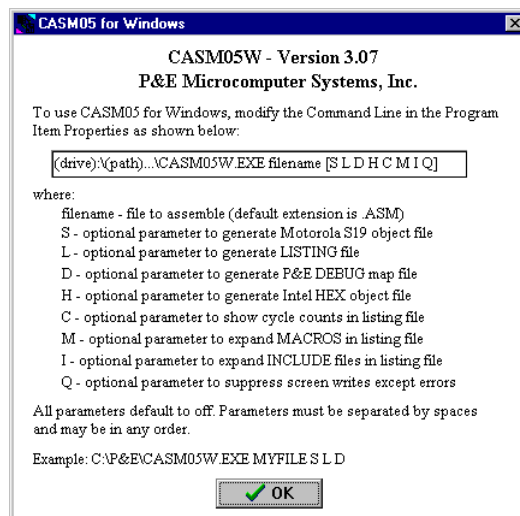 CASM05 for Windows
CASM05W - Version 3.07
P&E Microcomputer Systems, Inc.
To use CASM05 for Windows, modify the Command Line in the Program
Item Properties as shown below:
(drive):\(path)...\CASM05W.EXE filename [S L D H C M I Q]
where:
filename - file to assemble (default extension is .ASM)
S - optional parameter to generate Motorola S19 object file
L - optional parameter to generate LISTING file
D - optional parameter to generate P&E DEBUG map file
H - optional parameter to generate Intel HEX object file
C - optional parameter to show cycle counts in listing file
M - optional parameter to expand MACROS in listing file
I - optional parameter to expand INCLUDE files in listing file
Q - optional parameter to suppress screen writes except errors
All parameters default to off. Parameters must be separated by spaces
and may be in any order.
Example: C:\P&E\CASM05W.EXE MYFILE S L D
OK